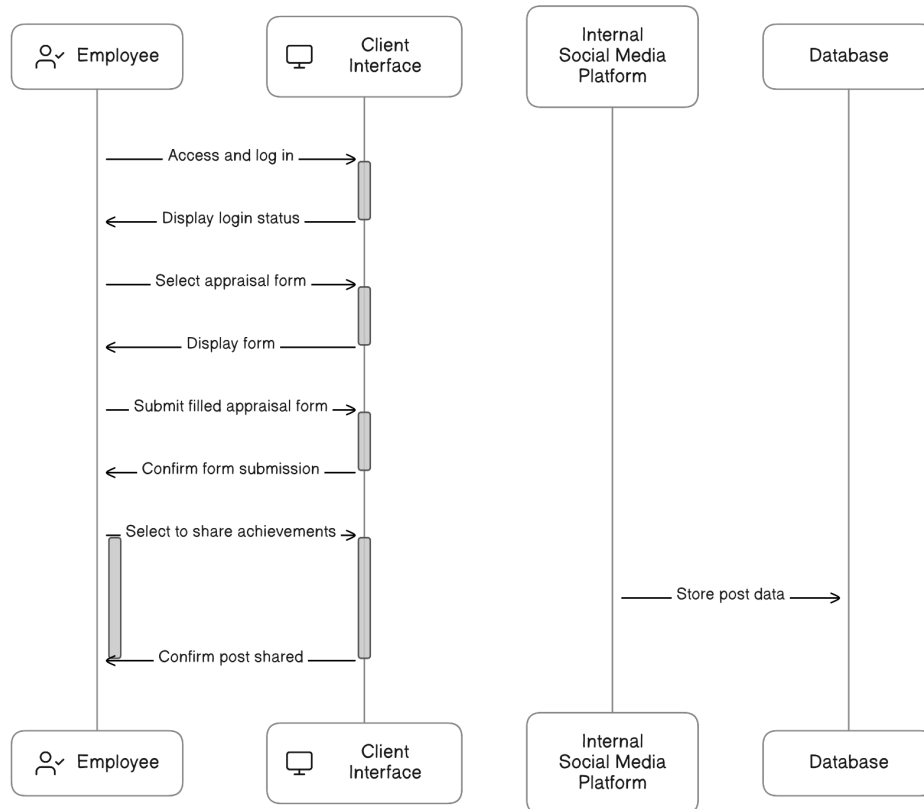 Employee
Client
Interface
Internal
Social Media
Platform
Database
Access and log in
Display login status
Select appraisal form
Display form
Submit filled appraisal form
Confirm form submission
Select to share achievements
Store post data
Confirm post shared
Employee
Client
Interface
Internal
Social Media
Platform
Database